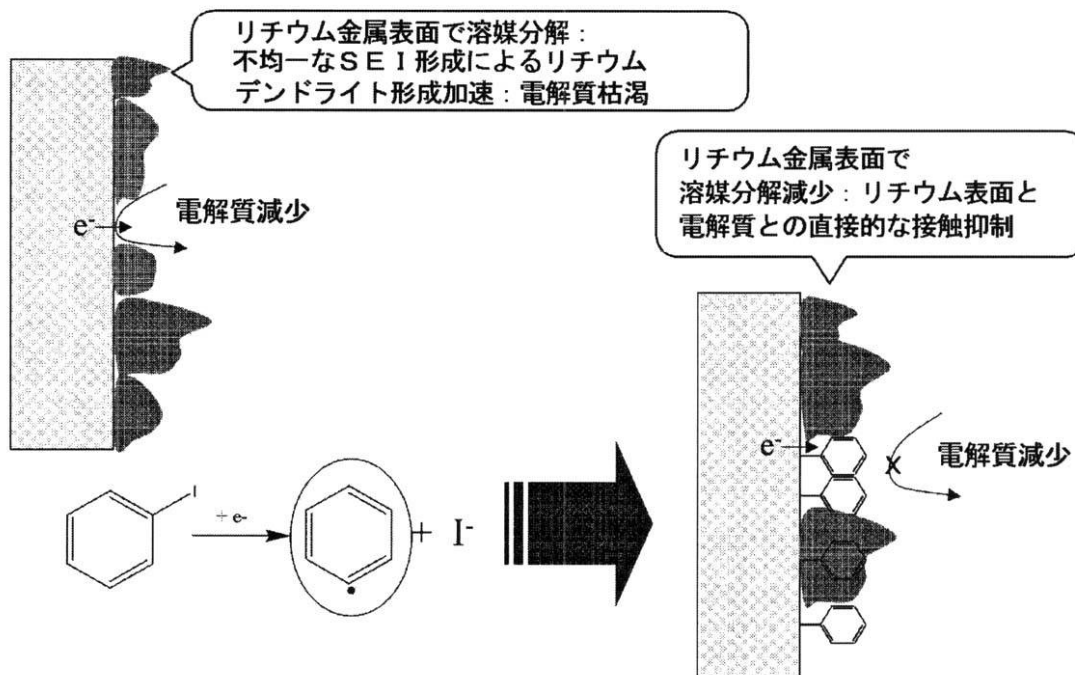 リチウム金属表面で溶媒分解：
不均一なＳＥＩ形成によるリチウム
デンドライト形成加速：電解質枯渇
e-
電解質減少
リチウム金属表面で
溶媒分解減少：リチウム表面と
電解質との直接的な接触抑制
e-
X
電解質減少
I
+ e-
+ I-